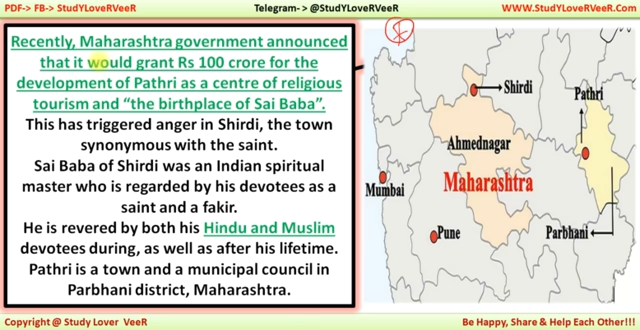 PDF-> FB-> StudYLoveRVeeR
Telegram-> @StudYLoveRVeeR
WWW.StudYLoverVeeR.Com
Recently, Maharashtra government announced
that it would grant Rs 100 crore for the
development of Pathri as a centre of religious
tourism and “the birthplace of Sai Baba”.
This has triggered anger in Shirdi, the town
synonymous with the saint.
Sai Baba of Shirdi was an Indian spiritual
master who is regarded by his devotees as a
saint and a fakir.
He is revered by both his Hindu and Muslim
devotees during, as well as after his lifetime.
Pathri is a town and a municipal council in
Parbhani district, Maharashtra.
Shirdi
Pathri
Ahmednagar
Maharashtra
Mumbai
Pune
Parbhani
Copyright @ Study Lover VeeR
Be Happy, Share & Help Each Other!!!